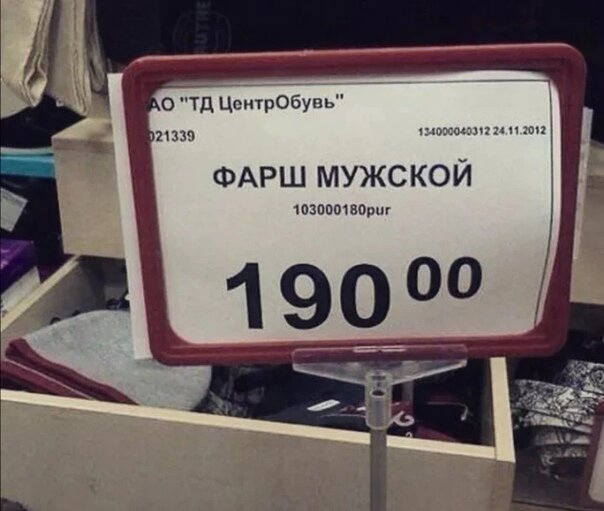 АО "ТД ЦентрОбувь"
021339 134000040312 24.11.2012
ФАРШ МУЖСКОЙ
103000180pur
190 00